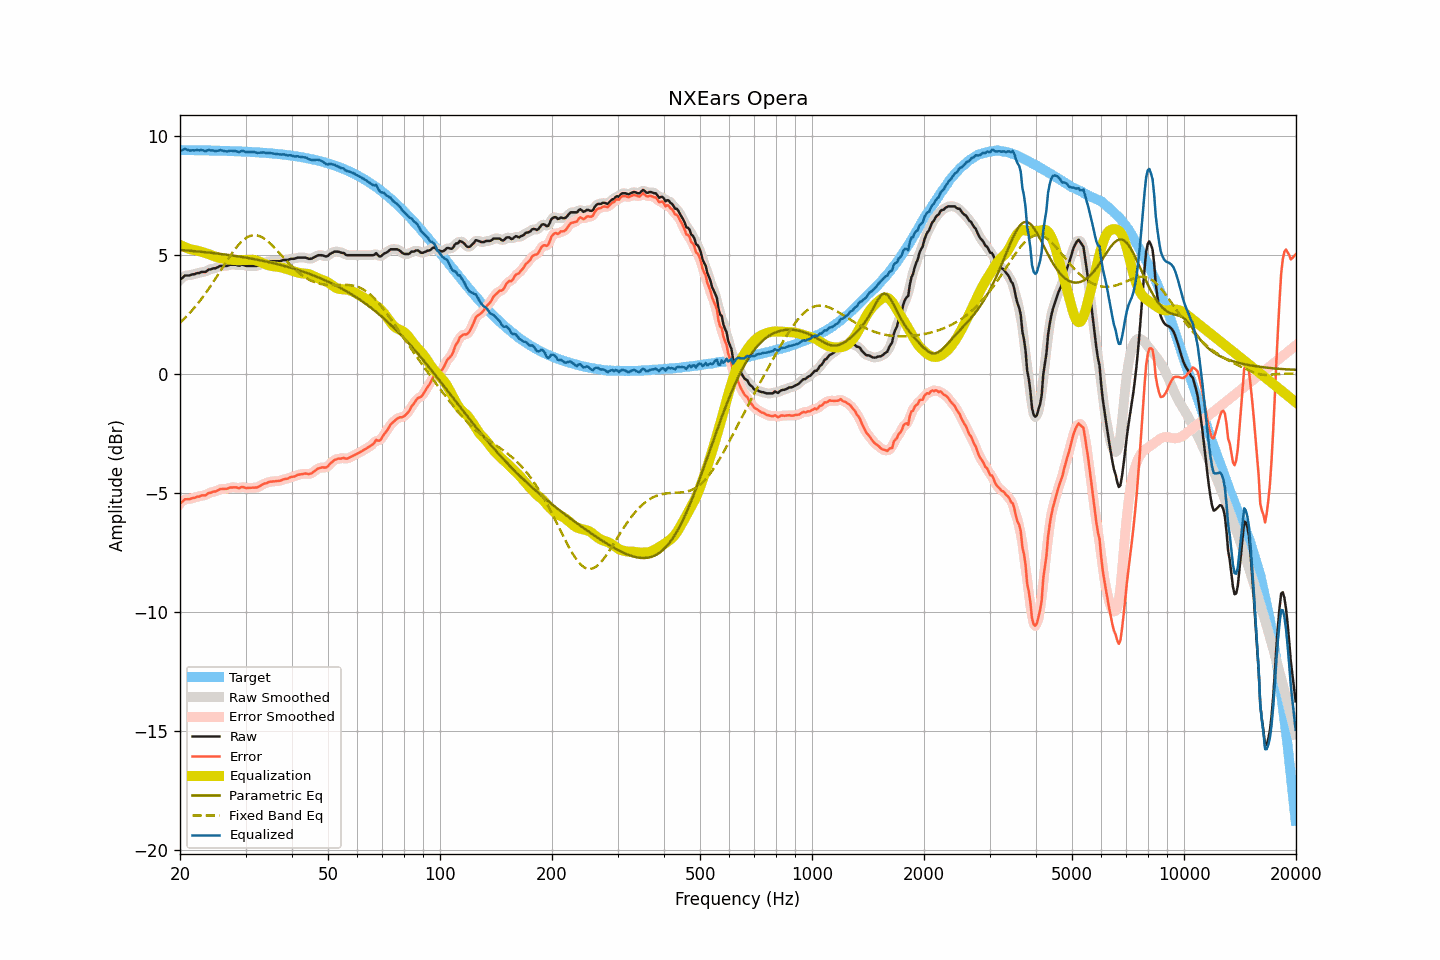 NXEars Opera
10
5
0
−5
−10
−15
−20
Amplitude (dBr)
Target
Raw Smoothed
Error Smoothed
Raw
Error
Equalization
Parametric Eq
Fixed Band Eq
Equalized
20 50 100 200 500 1000 2000 5000 10000 20000
Frequency (Hz)